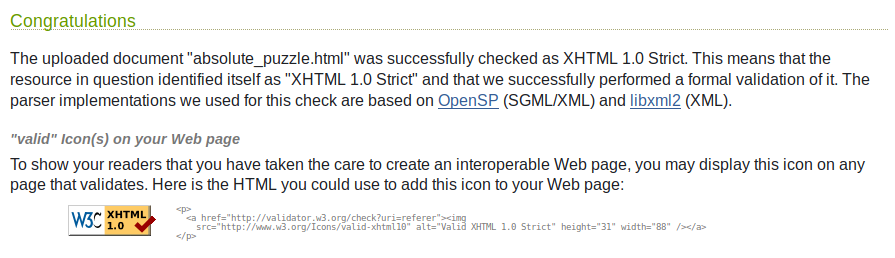 Congratulations
The uploaded document "absolute_puzzle.html" was successfully checked as XHTML 1.0 Strict. This means that the
resource in question identified itself as "XHTML 1.0 Strict" and that we successfully performed a formal validation of it. The
parser implementations we used for this check are based on OpenSP (SGML/XML) and libxml2 (XML).
"valid" Icon(s) on your Web page
To show your readers that you have taken the care to create an interoperable Web page, you may display this icon on any
page that validates. Here is the HTML you could use to add this icon to your Web page:
W3C XHTML 1.0
<p>
<a href="http://validator.w3.org/check?uri=referer"><img
src="http://www.w3.org/Icons/valid-xhtml10" alt="Valid XHTML 1.0 Strict" height="31" width="88" /></a>
</p>